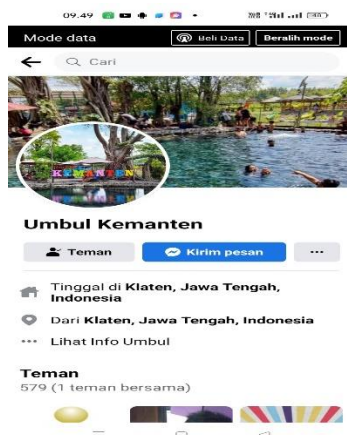 09.49
Mode data
Beli Data
Beralih mode
Cari
KEMANTEN
Umbul Kemanten
Teman
Kirim pesan
Tinggal di Klaten, Jawa Tengah,
Indonesia
Dari Klaten, Jawa Tengah, Indonesia
Lihat Info Umbul
Teman
579 (1 teman bersama)